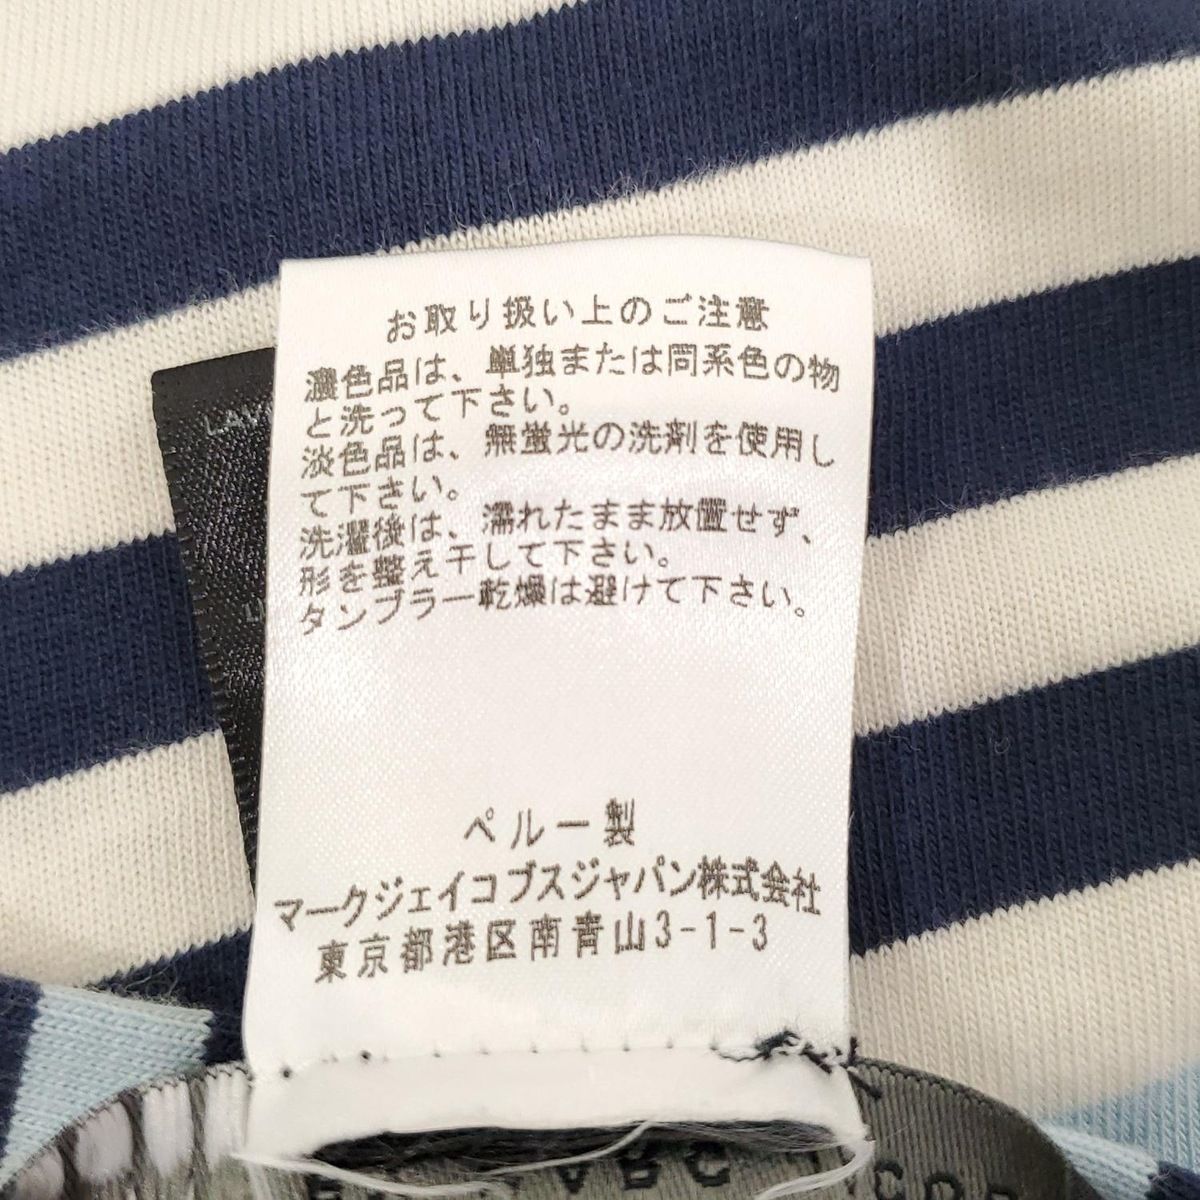 お取り扱い上のご注意
濃色品は、単独または同系色の物
と洗って下さい。
淡色品は、無蛍光の洗剤を使用し
て下さい。
洗濯後は、濡れたまま放置せず、
形を整え干して下さい。
タンブラー乾燥は避けて下さい。
ペルー製
マークジェイコブスジャパン株式会社
東京都港区南青山3-1-3